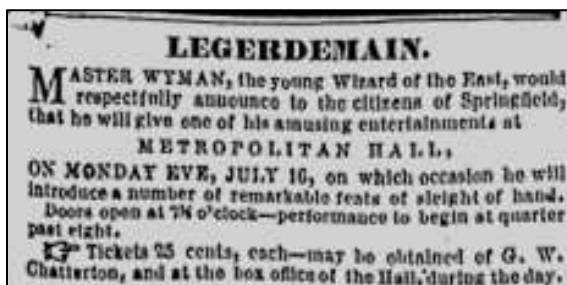 LEGERDEMAIN.
MASTER WYMAN, the young Wizard of the East, would
respectfully announce to the citizens of Springfield,
that he will give one of his amusing entertainments at
METROPOLITAN HALL,
ON MONDAY EVE, JULY 16, on which occasion he will
introduce a number of remarkable feats of sleight of hand.
Doors open at 7¾ o'clock—performance to begin at quarter
past eight.
☞ Tickets 25 cents, each—may be obtained of G. W.
Chatterton, and at the box office of the Hall, during the day.